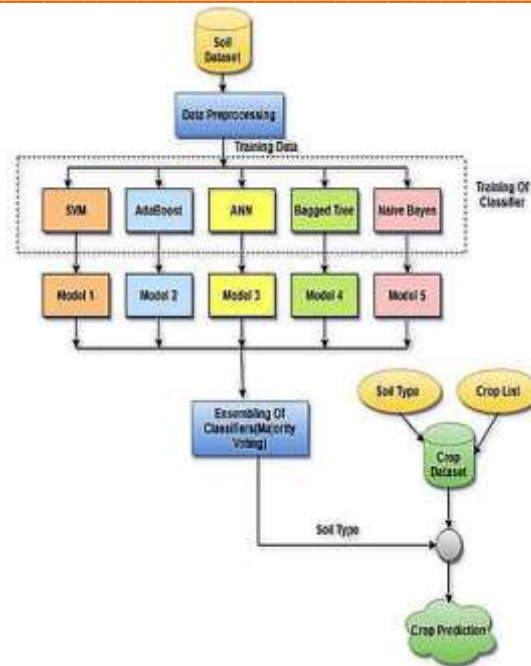 Soil
Dataset
Data Preprocessing
Training Data
Training Of
Classifier
SVM
AdaBoost
ANN
Bagged Tree
Naive Bayes
Model 1
Model 2
Model 3
Model 4
Model 5
Ensembling Of
Classifiers(Majority
Voting)
Soil Type
Crop List
Crop
Dataset
Soil Type
Crop Prediction